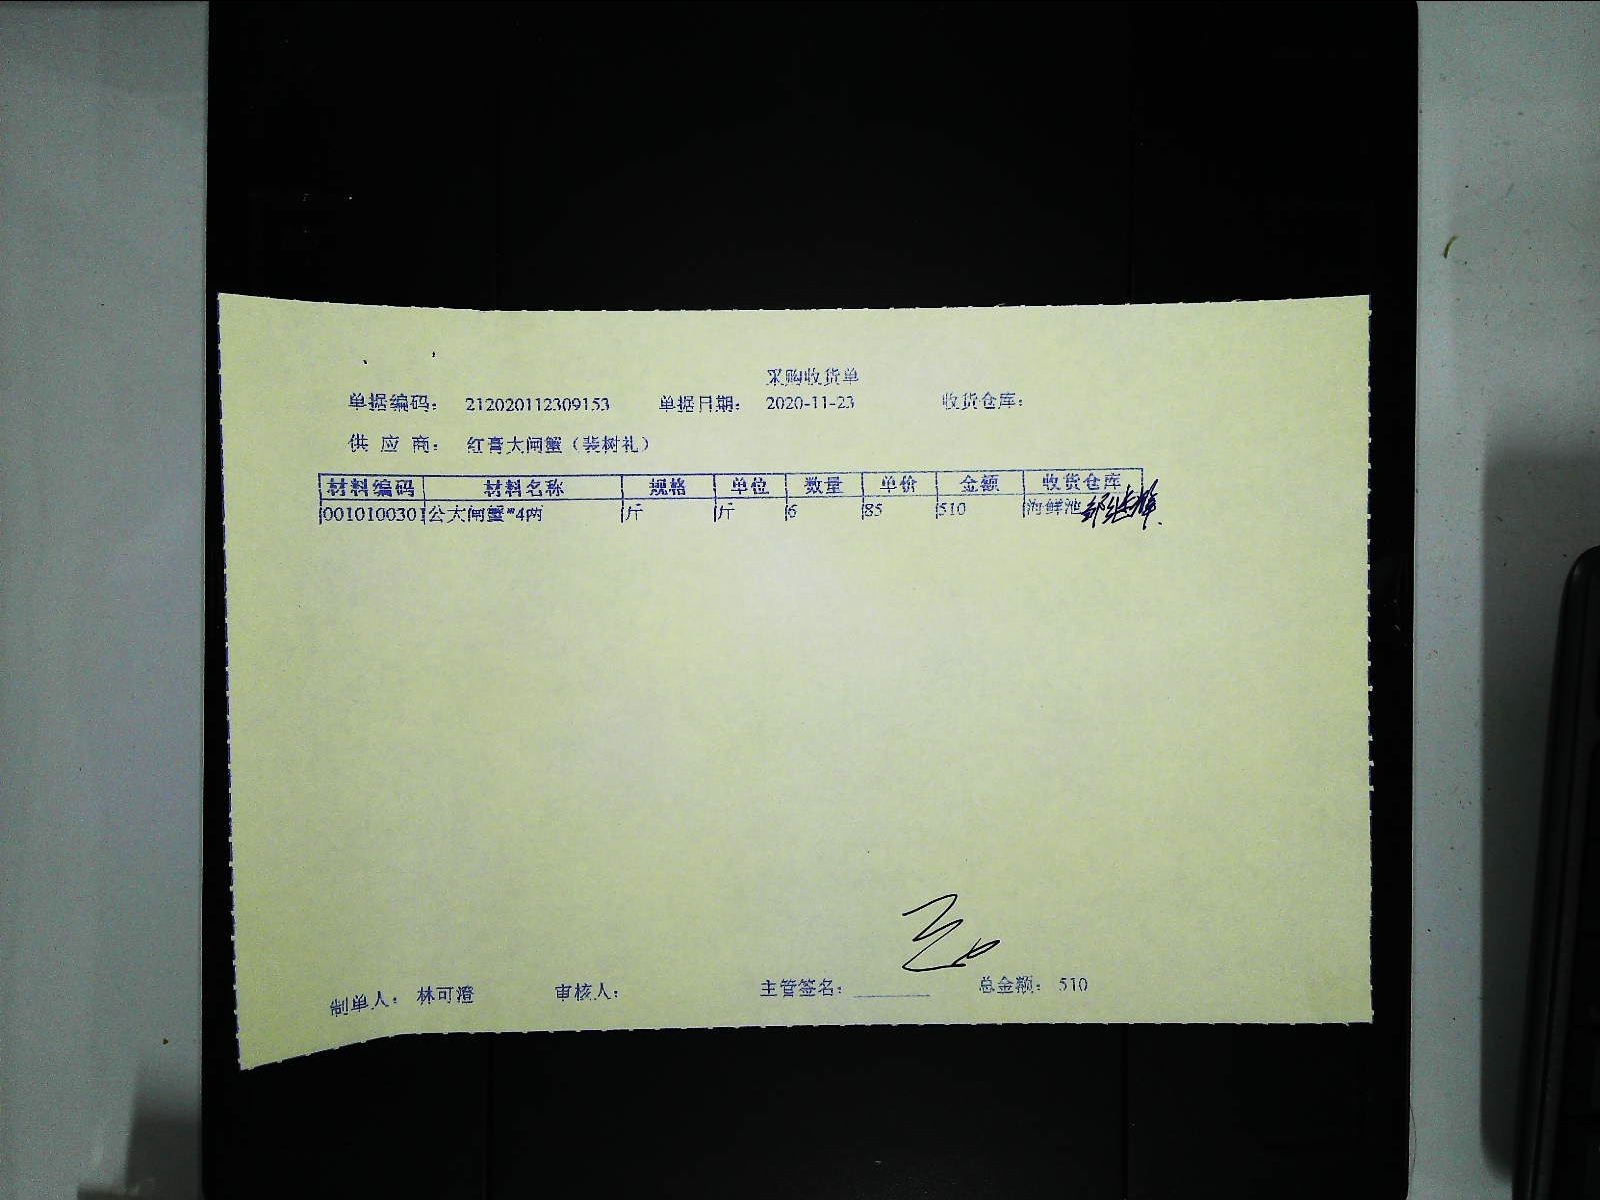 采购收货单
单据编码： 212020112309153 单据日期： 2020-11-23 收货仓库：
供 应 商： 红膏大闸蟹（裴树礼）
材料编码 材料名称 规格 单位 数量 单价 金额 收货仓库
0010100301 公大闸蟹*4两 斤 斤 6 85 510 海鲜池
制单人： 林可澄 审核人： 主管签名： 总金额： 510